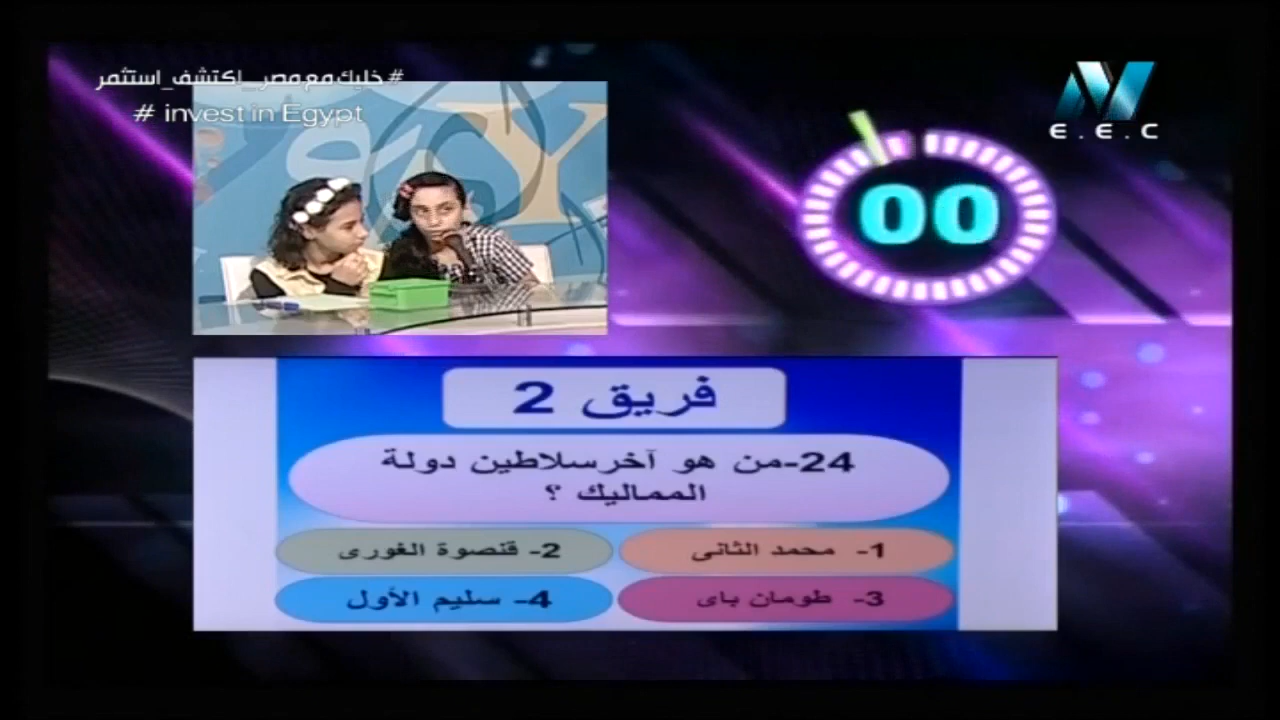 #خليك_مع_مصر_اكتشف_استثمر
# invest in Egypt
E.E.C
00
فريق 2
24-من هو آخرسلاطين دولة
المماليك ؟
1- محمد الثانى
2- قنصوة الغورى
3- طومان باى
4- سليم الأول